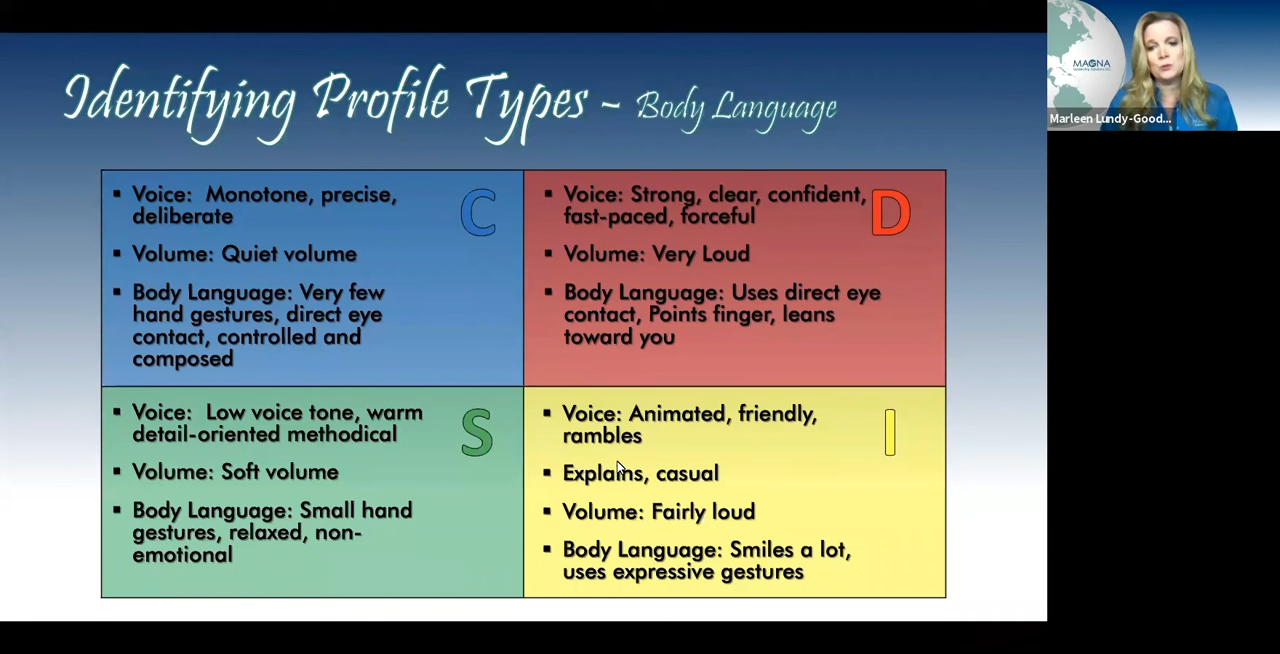 Identifying Profile Types – Body Language
▪ Voice: Monotone, precise,
deliberate
▪ Volume: Quiet volume
▪ Body Language: Very few
hand gestures, direct eye
contact, controlled and
composed
C
▪ Voice: Strong, clear, confident,
fast-paced, forceful
▪ Volume: Very Loud
▪ Body Language: Uses direct eye
contact, Points finger, leans
toward you
D
▪ Voice: Low voice tone, warm
detail-oriented methodical
▪ Volume: Soft volume
▪ Body Language: Small hand
gestures, relaxed, non-
emotional
S
▪ Voice: Animated, friendly,
rambles
▪ Explains, casual
▪ Volume: Fairly loud
▪ Body Language: Smiles a lot,
uses expressive gestures
I
MAGNA
Marleen Lundy-Good...